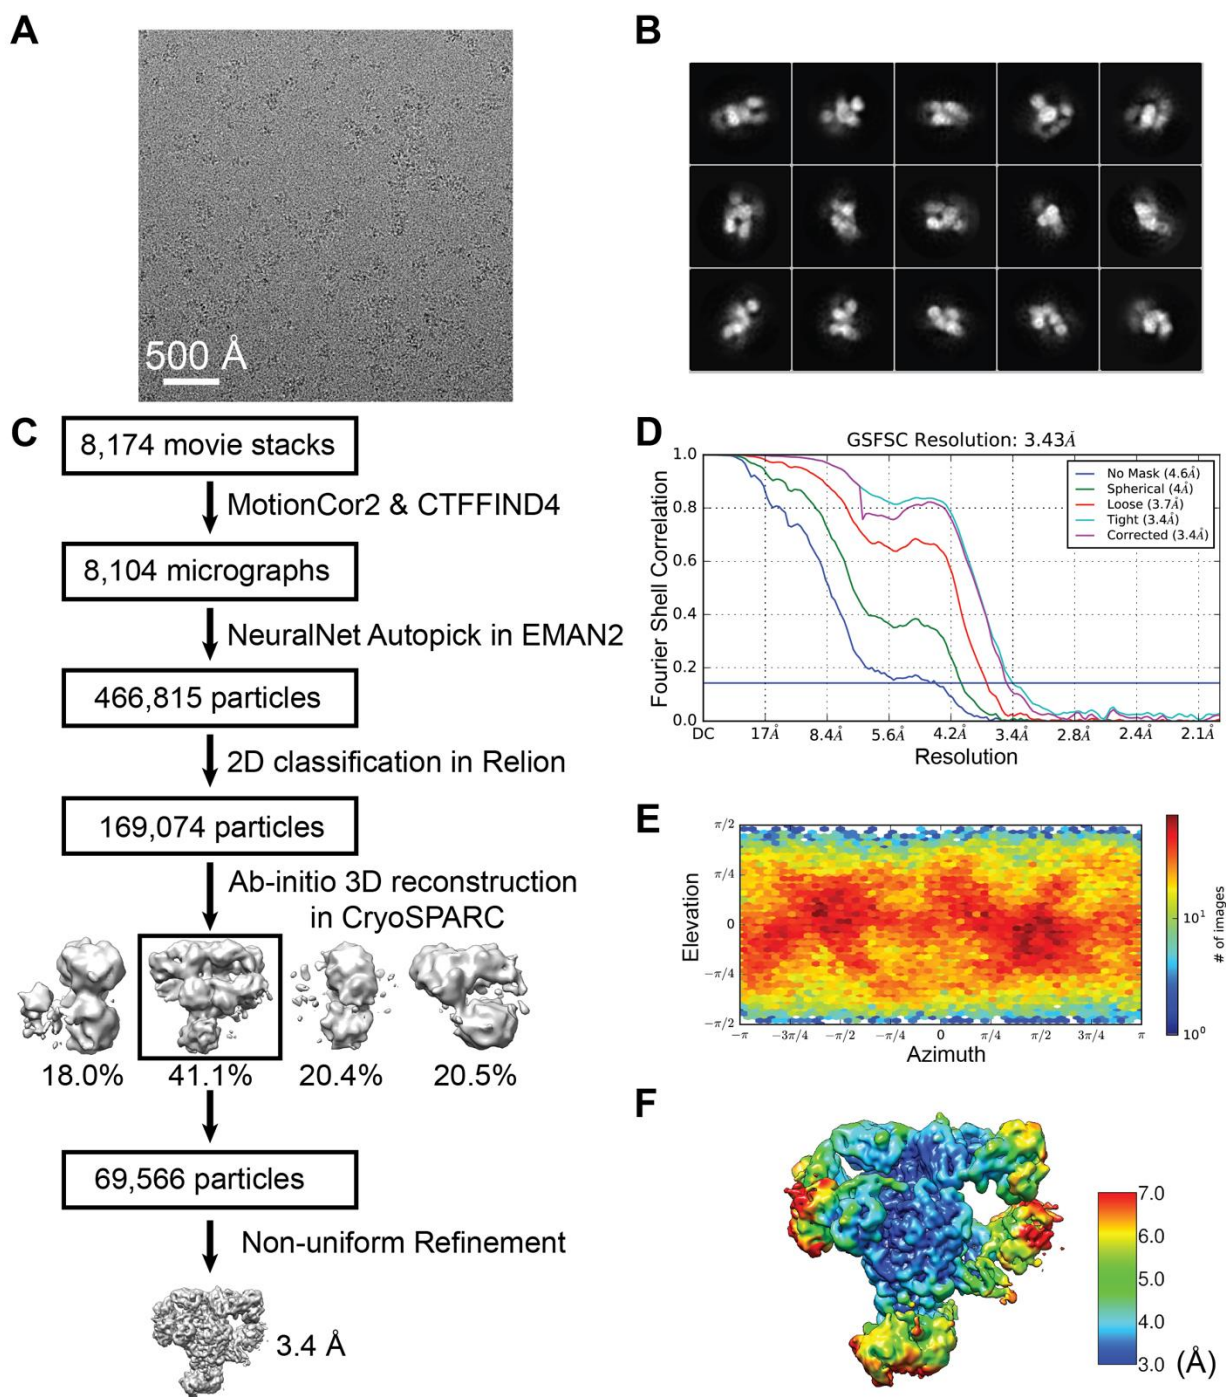 A
500 Å
B
C
8,174 movie stacks
MotionCor2 & CTFFIND4
8,104 micrographs
NeuralNet Autopick in EMAN2
466,815 particles
2D classification in Relion
169,074 particles
Ab-initio 3D reconstruction
in CryoSPARC
18.0% 41.1% 20.4% 20.5%
69,566 particles
Non-uniform Refinement
3.4 Å
D
GSFSC Resolution: 3.43Å
No Mask (4.6Å)
Spherical (4Å)
Loose (3.7Å)
Tight (3.4Å)
Corrected (3.4Å)
Fourier Shell Correlation
1.0
0.8
0.6
0.4
0.2
0.0
DC 17Å 8.4Å 5.6Å 4.2Å 3.4Å 2.8Å 2.4Å 2.1Å
Resolution
E
Elevation
π/2
π/4
0
−π/4
−π/2
−π −3π/4 −π/2 −π/4 0 π/4 π/2 3π/4 π
Azimuth
10¹
10⁰
# of images
F
7.0
6.0
5.0
4.0
3.0 (Å)